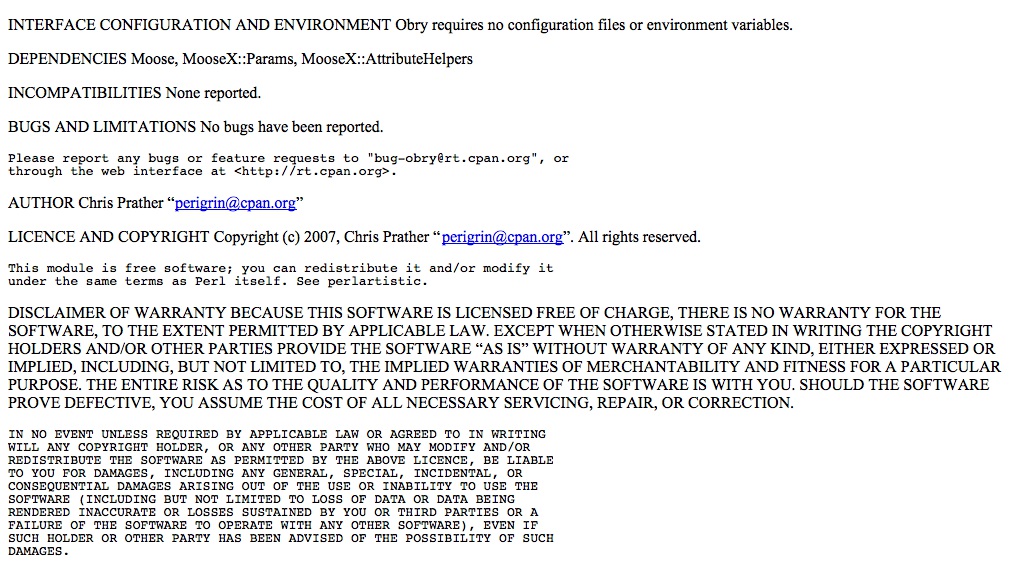 INTERFACE CONFIGURATION AND ENVIRONMENT Obry requires no configuration files or environment variables.
DEPENDENCIES Moose, MooseX::Params, MooseX::AttributeHelpers
INCOMPATIBILITIES None reported.
BUGS AND LIMITATIONS No bugs have been reported.
Please report any bugs or feature requests to "bug-obry@rt.cpan.org", or
through the web interface at <http://rt.cpan.org>.
AUTHOR Chris Prather “perigrin@cpan.org”
LICENCE AND COPYRIGHT Copyright (c) 2007, Chris Prather “perigrin@cpan.org”. All rights reserved.
This module is free software; you can redistribute it and/or modify it
under the same terms as Perl itself. See perlartistic.
DISCLAIMER OF WARRANTY BECAUSE THIS SOFTWARE IS LICENSED FREE OF CHARGE, THERE IS NO WARRANTY FOR THE
SOFTWARE, TO THE EXTENT PERMITTED BY APPLICABLE LAW. EXCEPT WHEN OTHERWISE STATED IN WRITING THE COPYRIGHT
HOLDERS AND/OR OTHER PARTIES PROVIDE THE SOFTWARE “AS IS” WITHOUT WARRANTY OF ANY KIND, EITHER EXPRESSED OR
IMPLIED, INCLUDING, BUT NOT LIMITED TO, THE IMPLIED WARRANTIES OF MERCHANTABILITY AND FITNESS FOR A PARTICULAR
PURPOSE. THE ENTIRE RISK AS TO THE QUALITY AND PERFORMANCE OF THE SOFTWARE IS WITH YOU. SHOULD THE SOFTWARE
PROVE DEFECTIVE, YOU ASSUME THE COST OF ALL NECESSARY SERVICING, REPAIR, OR CORRECTION.
IN NO EVENT UNLESS REQUIRED BY APPLICABLE LAW OR AGREED TO IN WRITING
WILL ANY COPYRIGHT HOLDER, OR ANY OTHER PARTY WHO MAY MODIFY AND/OR
REDISTRIBUTE THE SOFTWARE AS PERMITTED BY THE ABOVE LICENCE, BE LIABLE
TO YOU FOR DAMAGES, INCLUDING ANY GENERAL, SPECIAL, INCIDENTAL, OR
CONSEQUENTIAL DAMAGES ARISING OUT OF THE USE OR INABILITY TO USE THE
SOFTWARE (INCLUDING BUT NOT LIMITED TO LOSS OF DATA OR DATA BEING
RENDERED INACCURATE OR LOSSES SUSTAINED BY YOU OR THIRD PARTIES OR A
FAILURE OF THE SOFTWARE TO OPERATE WITH ANY OTHER SOFTWARE), EVEN IF
SUCH HOLDER OR OTHER PARTY HAS BEEN ADVISED OF THE POSSIBILITY OF SUCH
DAMAGES.